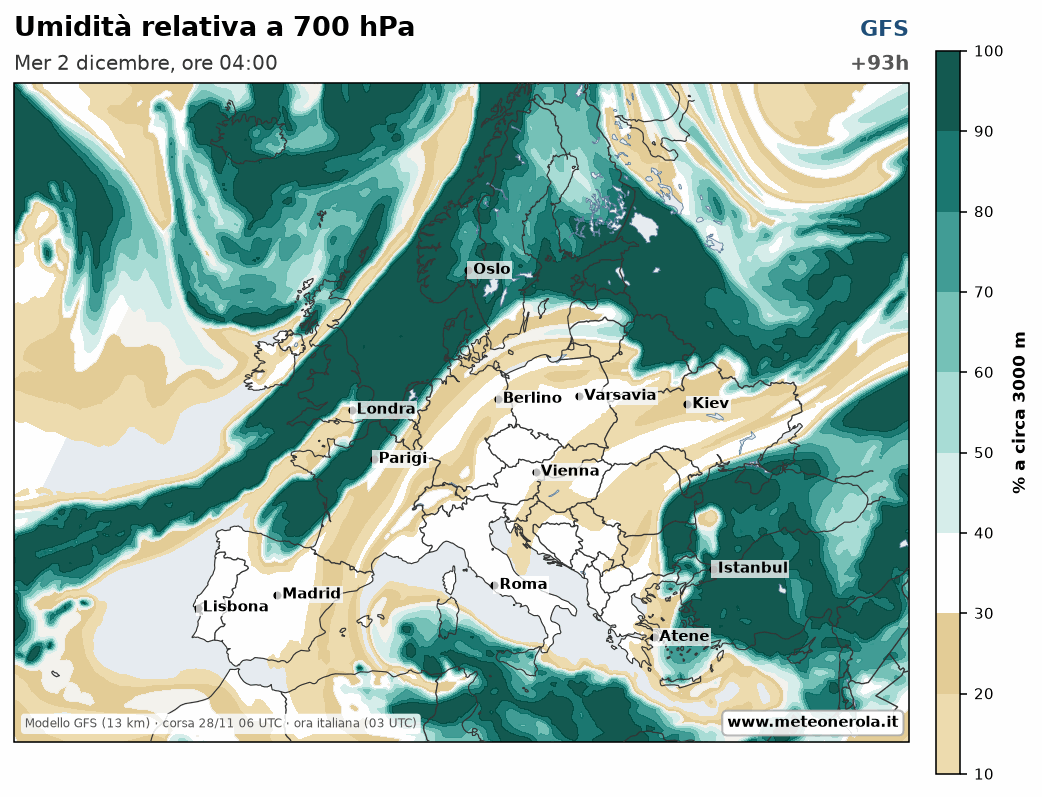 Umidità relativa a 700 hPa
GFS
Mer 2 dicembre, ore 04:00
+93h
100
90
80
70
60
50
40
30
20
10
% a circa 3000 m
Oslo
Berlino
Varsavia
Kiev
Londra
Parigi
Vienna
Istanbul
Roma
Madrid
Lisbona
Atene
Modello GFS (13 km) · corsa 28/11 06 UTC · ora italiana (03 UTC)
www.meteonerola.it